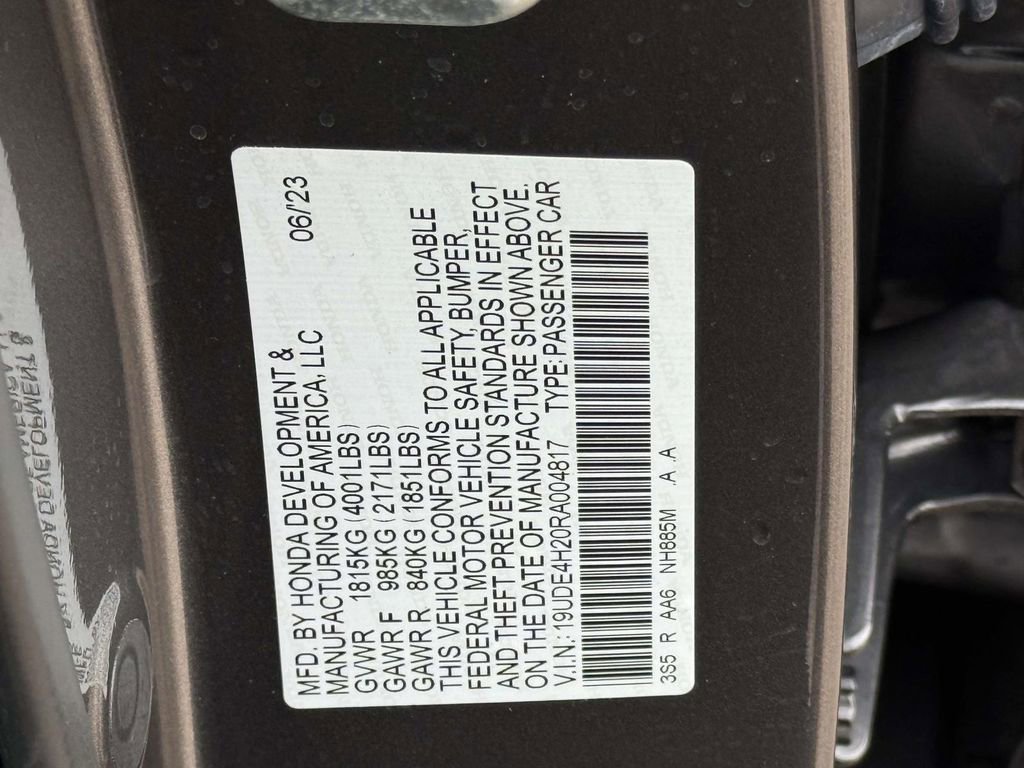 MFD. BY HONDA DEVELOPMENT & 06/'23
MANUFACTURING OF AMERICA, LLC
GVWR 1815KG (4001LBS)
GAWR F 985KG (2171LBS)
GAWR R 840KG (1851LBS)
THIS VEHICLE CONFORMS TO ALL APPLICABLE
FEDERAL MOTOR VEHICLE SAFETY, BUMPER,
AND THEFT PREVENTION STANDARDS IN EFFECT
ON THE DATE OF MANUFACTURE SHOWN ABOVE.
V.I.N.: 19UDE4H20RA004817 TYPE: PASSENGER CAR
3S5 R AA6 NH885M A .A